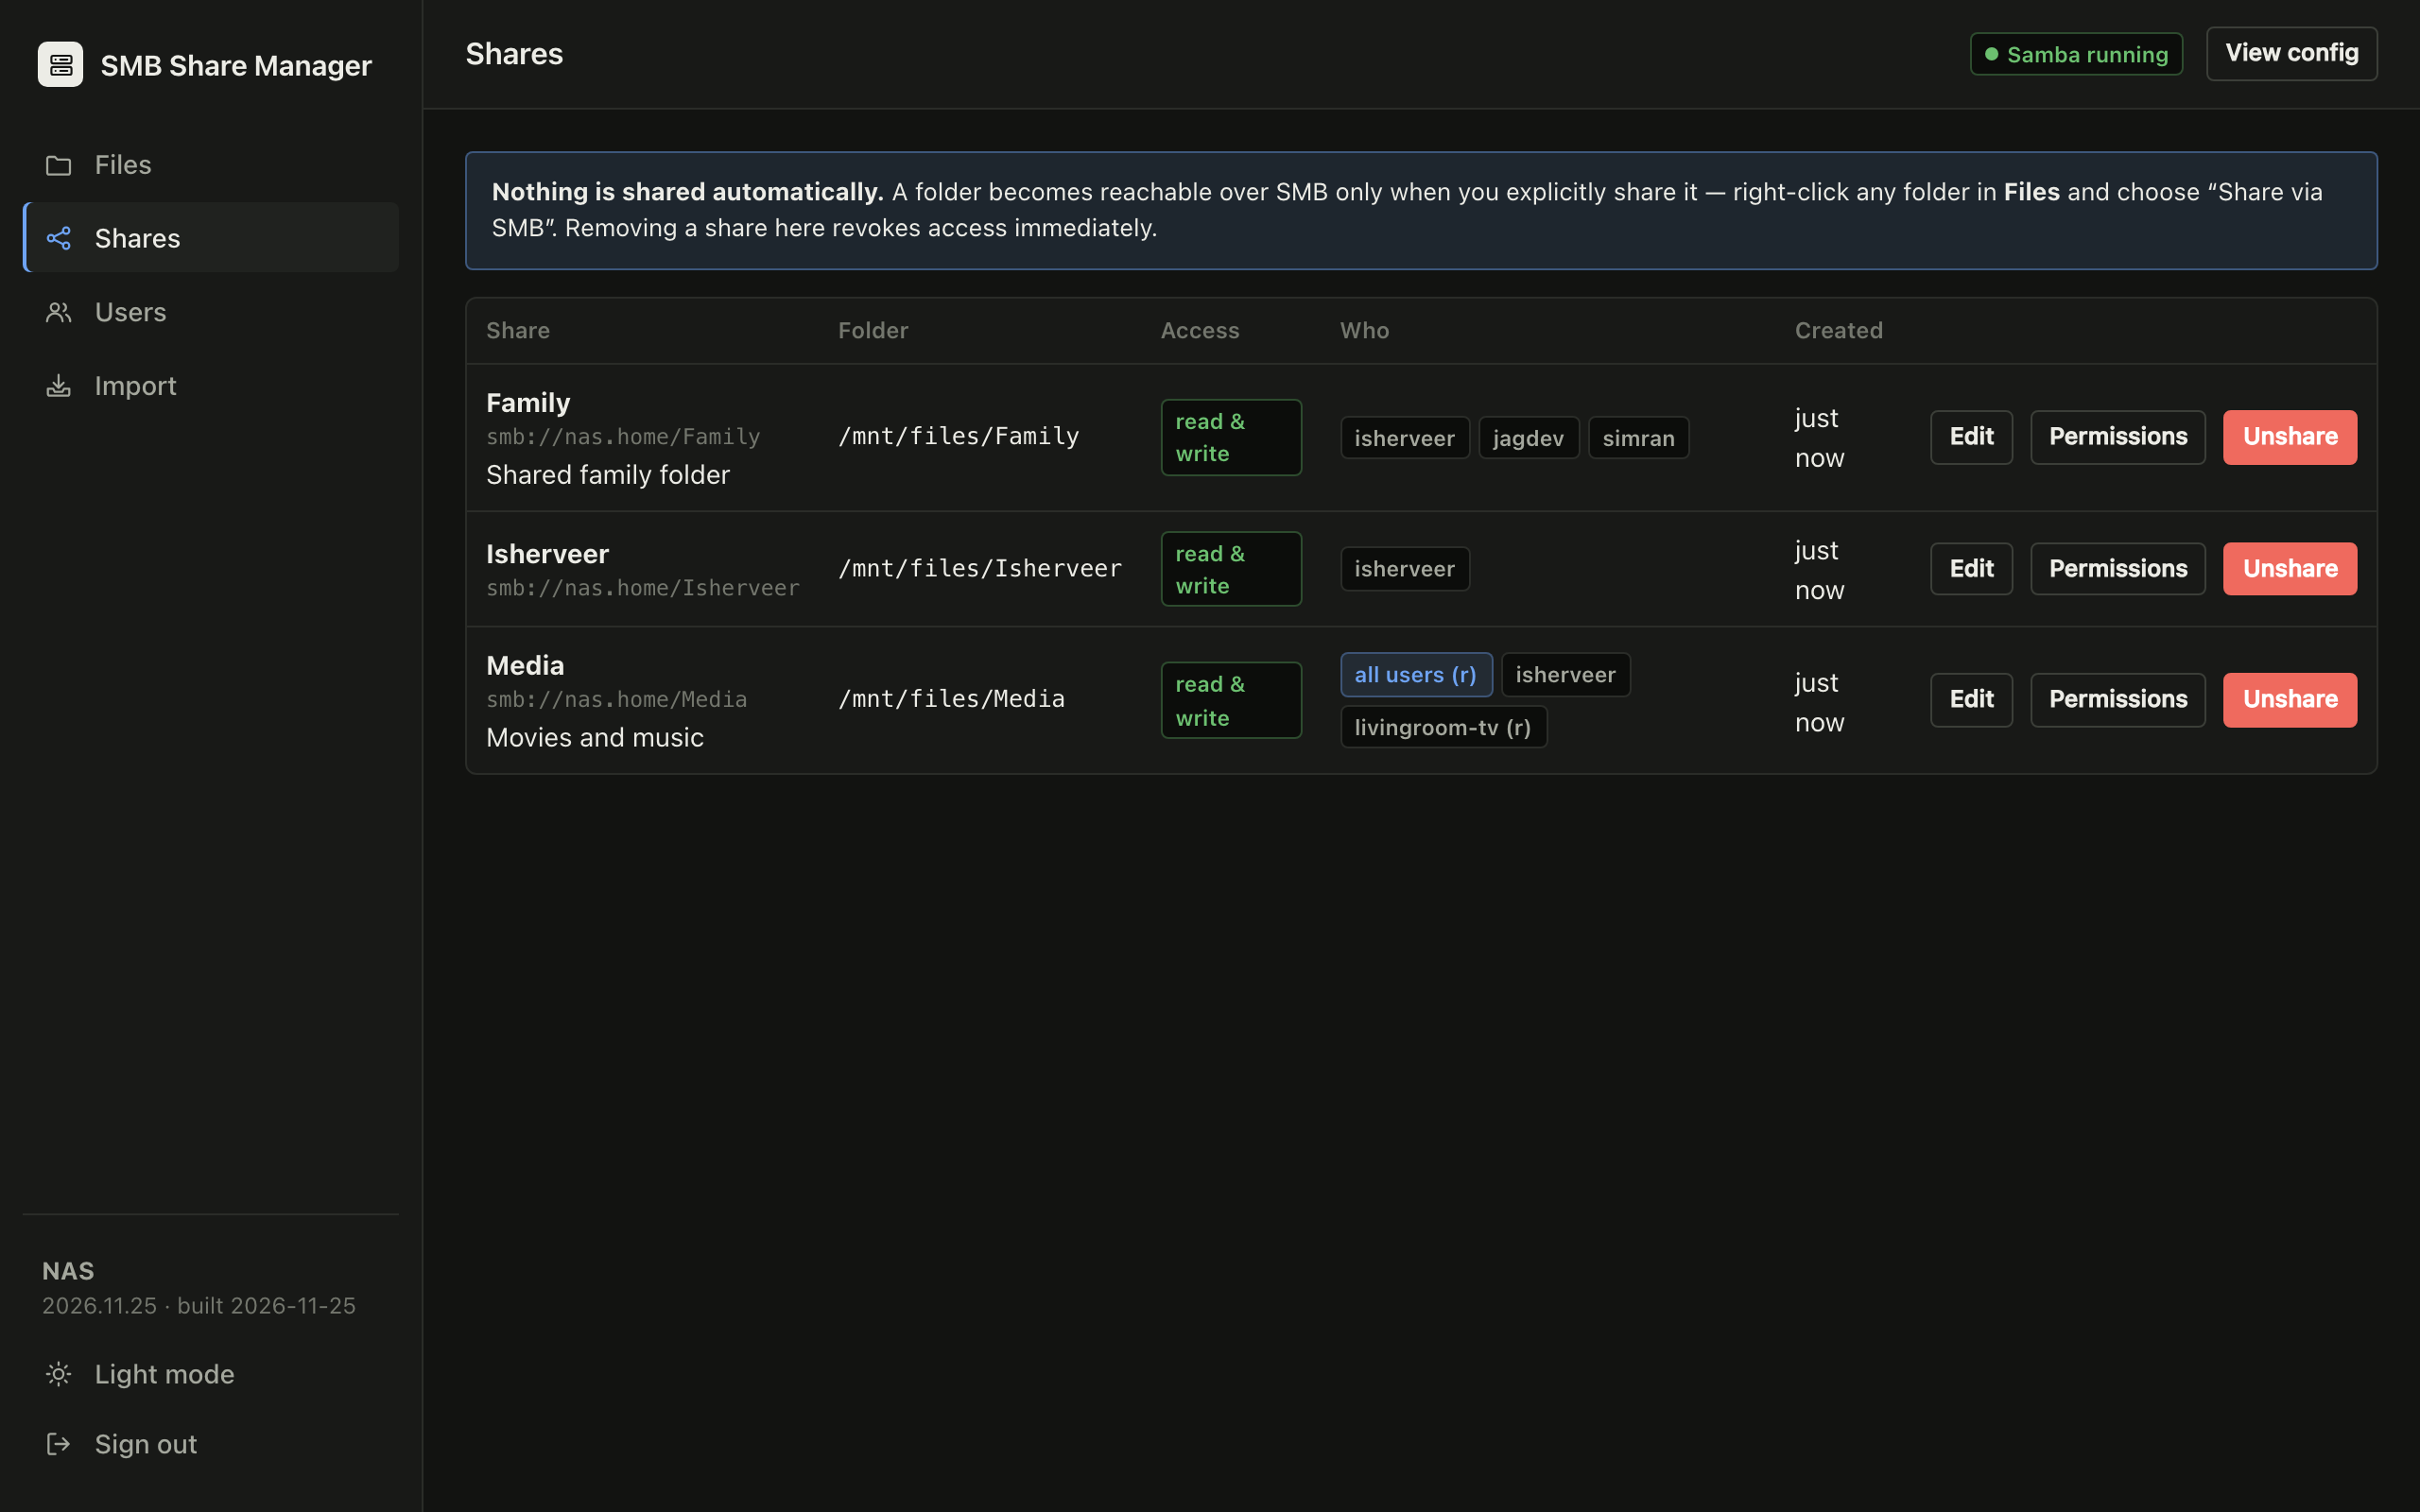 SMB Share Manager
Files
Shares
Users
Import
NAS
2026.11.25 · built 2026-11-25
Light mode
Sign out
Shares
Samba running
View config
Nothing is shared automatically. A folder becomes reachable over SMB only when you explicitly share it — right-click any folder in Files and choose “Share via
SMB”. Removing a share here revokes access immediately.
Share Folder Access Who Created
Family
smb://nas.home/Family
Shared family folder
/mnt/files/Family
read &
write
isherveer jagdev simran
just
now
Edit Permissions Unshare
Isherveer
smb://nas.home/Isherveer
/mnt/files/Isherveer
read &
write
isherveer
just
now
Edit Permissions Unshare
Media
smb://nas.home/Media
Movies and music
/mnt/files/Media
read &
write
all users (r) isherveer
livingroom-tv (r)
just
now
Edit Permissions Unshare